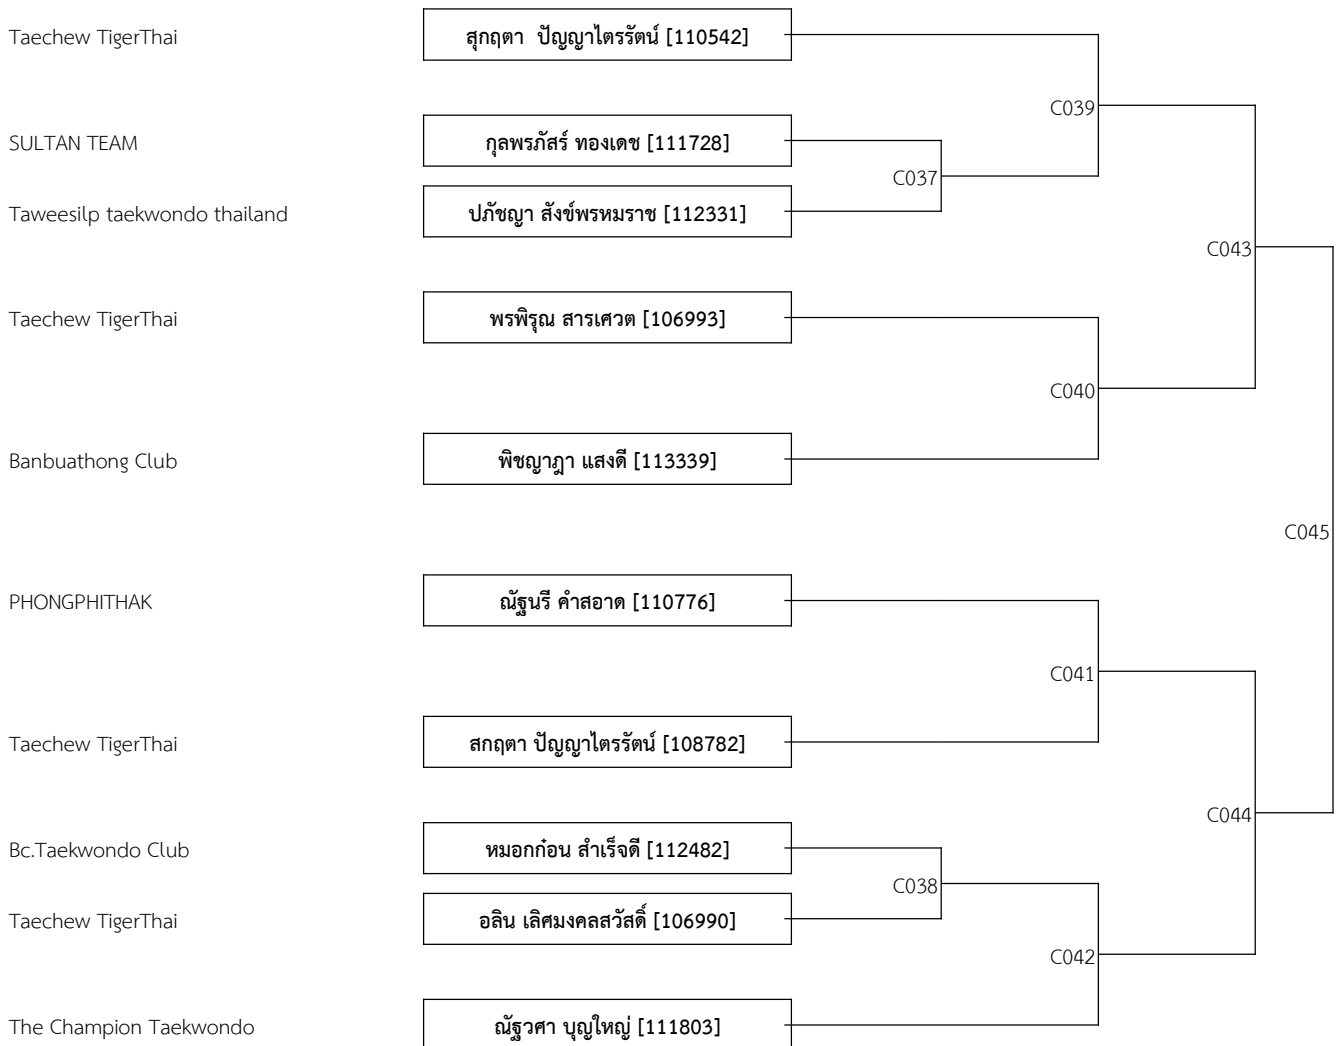 Taechew TigerThai สุกฤตา  ปัญญาไตรรัตน์ [110542]
C039
SULTAN TEAM กุลพรภัสร์ ทองเดช [111728]
C037
Taweesilp taekwondo thailand ปภัชญา สังข์พรหมราช [112331]
C043
Taechew TigerThai พรพิรุณ สารเศวต [106993]
C040
Banbuathong Club พิชญาฎา แสงดี [113339]
C045
PHONGPHITHAK ณัฐนรี คำสอาด [110776]
C041
Taechew TigerThai สกฤตา ปัญญาไตรรัตน์ [108782]
C044
Bc.Taekwondo Club หมอกก๋อน สำเร็จดี [112482]
C038
Taechew TigerThai อลิน เลิศมงคลสวัสดิ์ [106990]
C042
The Champion Taekwondo ณัฐวศา บุญใหญ่ [111803]